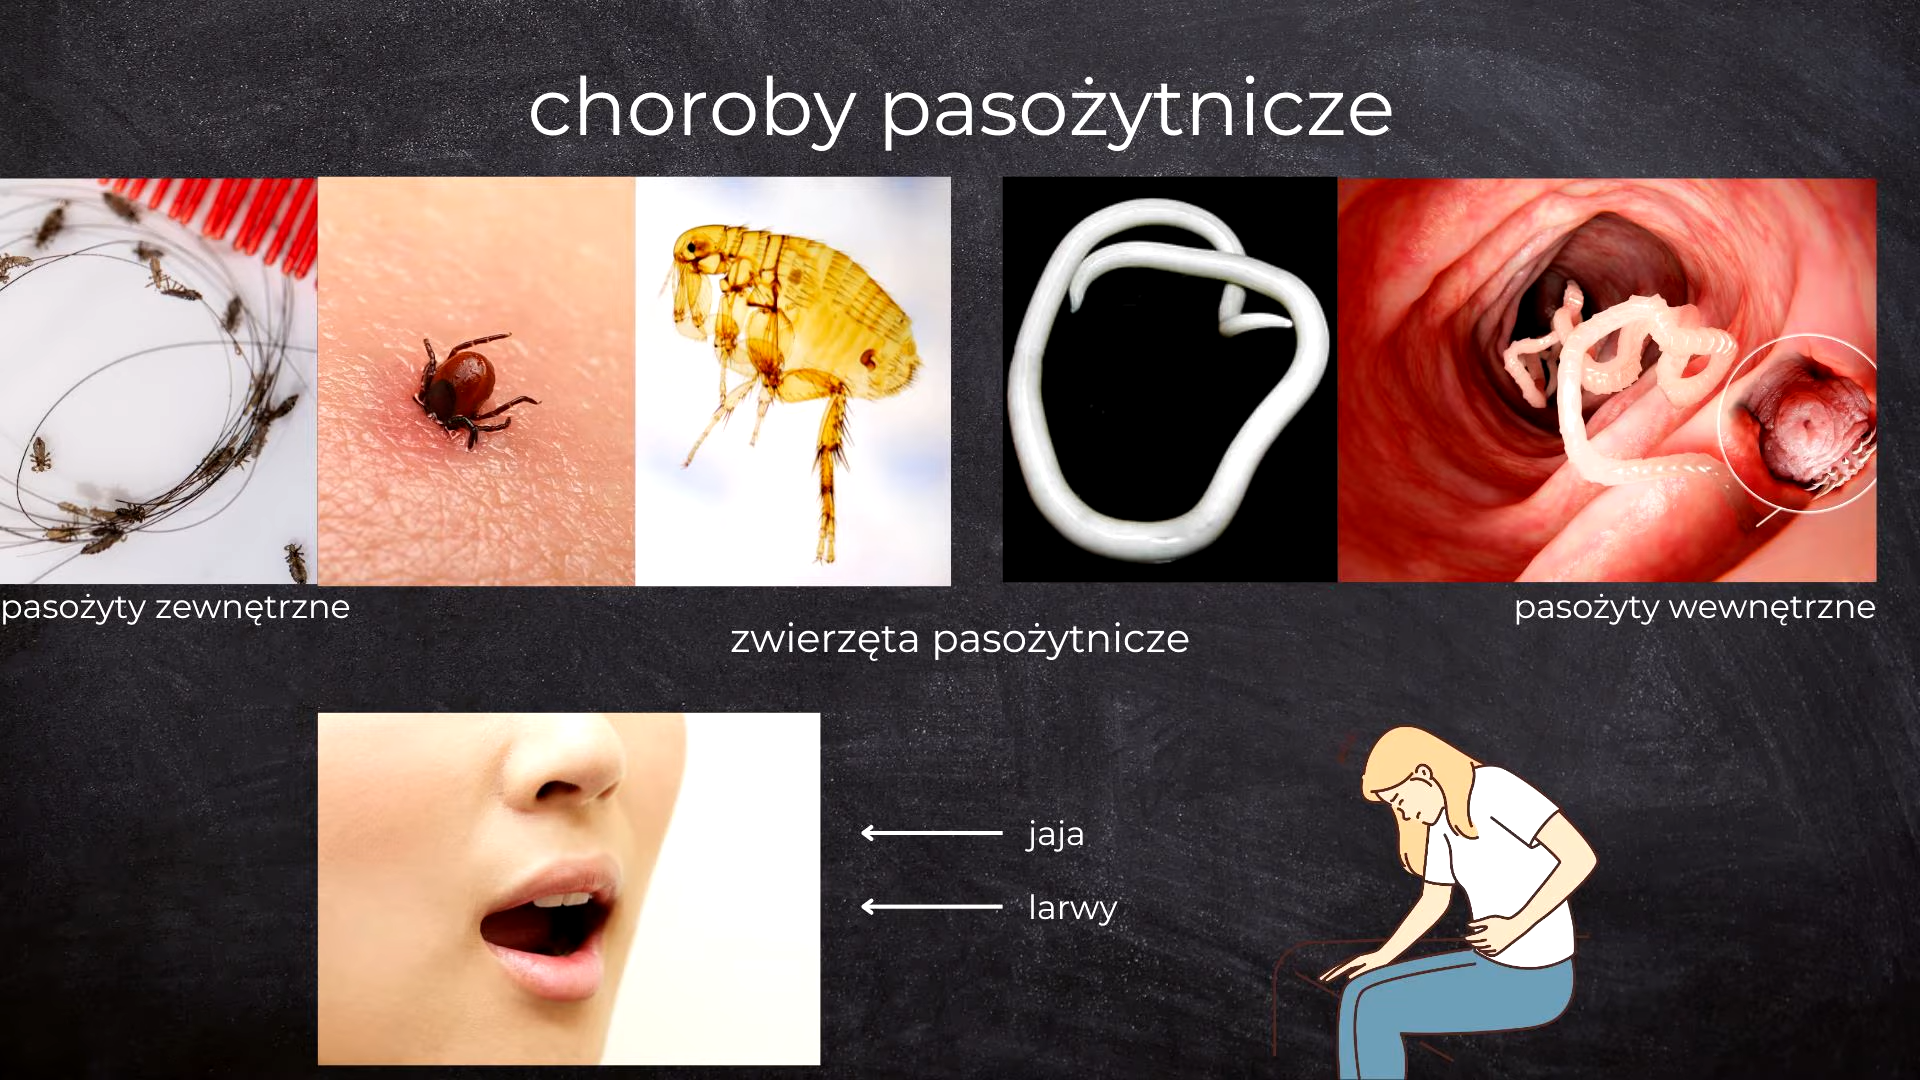 choroby pasożytnicze
pasożyty zewnętrzne
pasożyty wewnętrzne
zwierzęta pasożytnicze
jaja
larwy